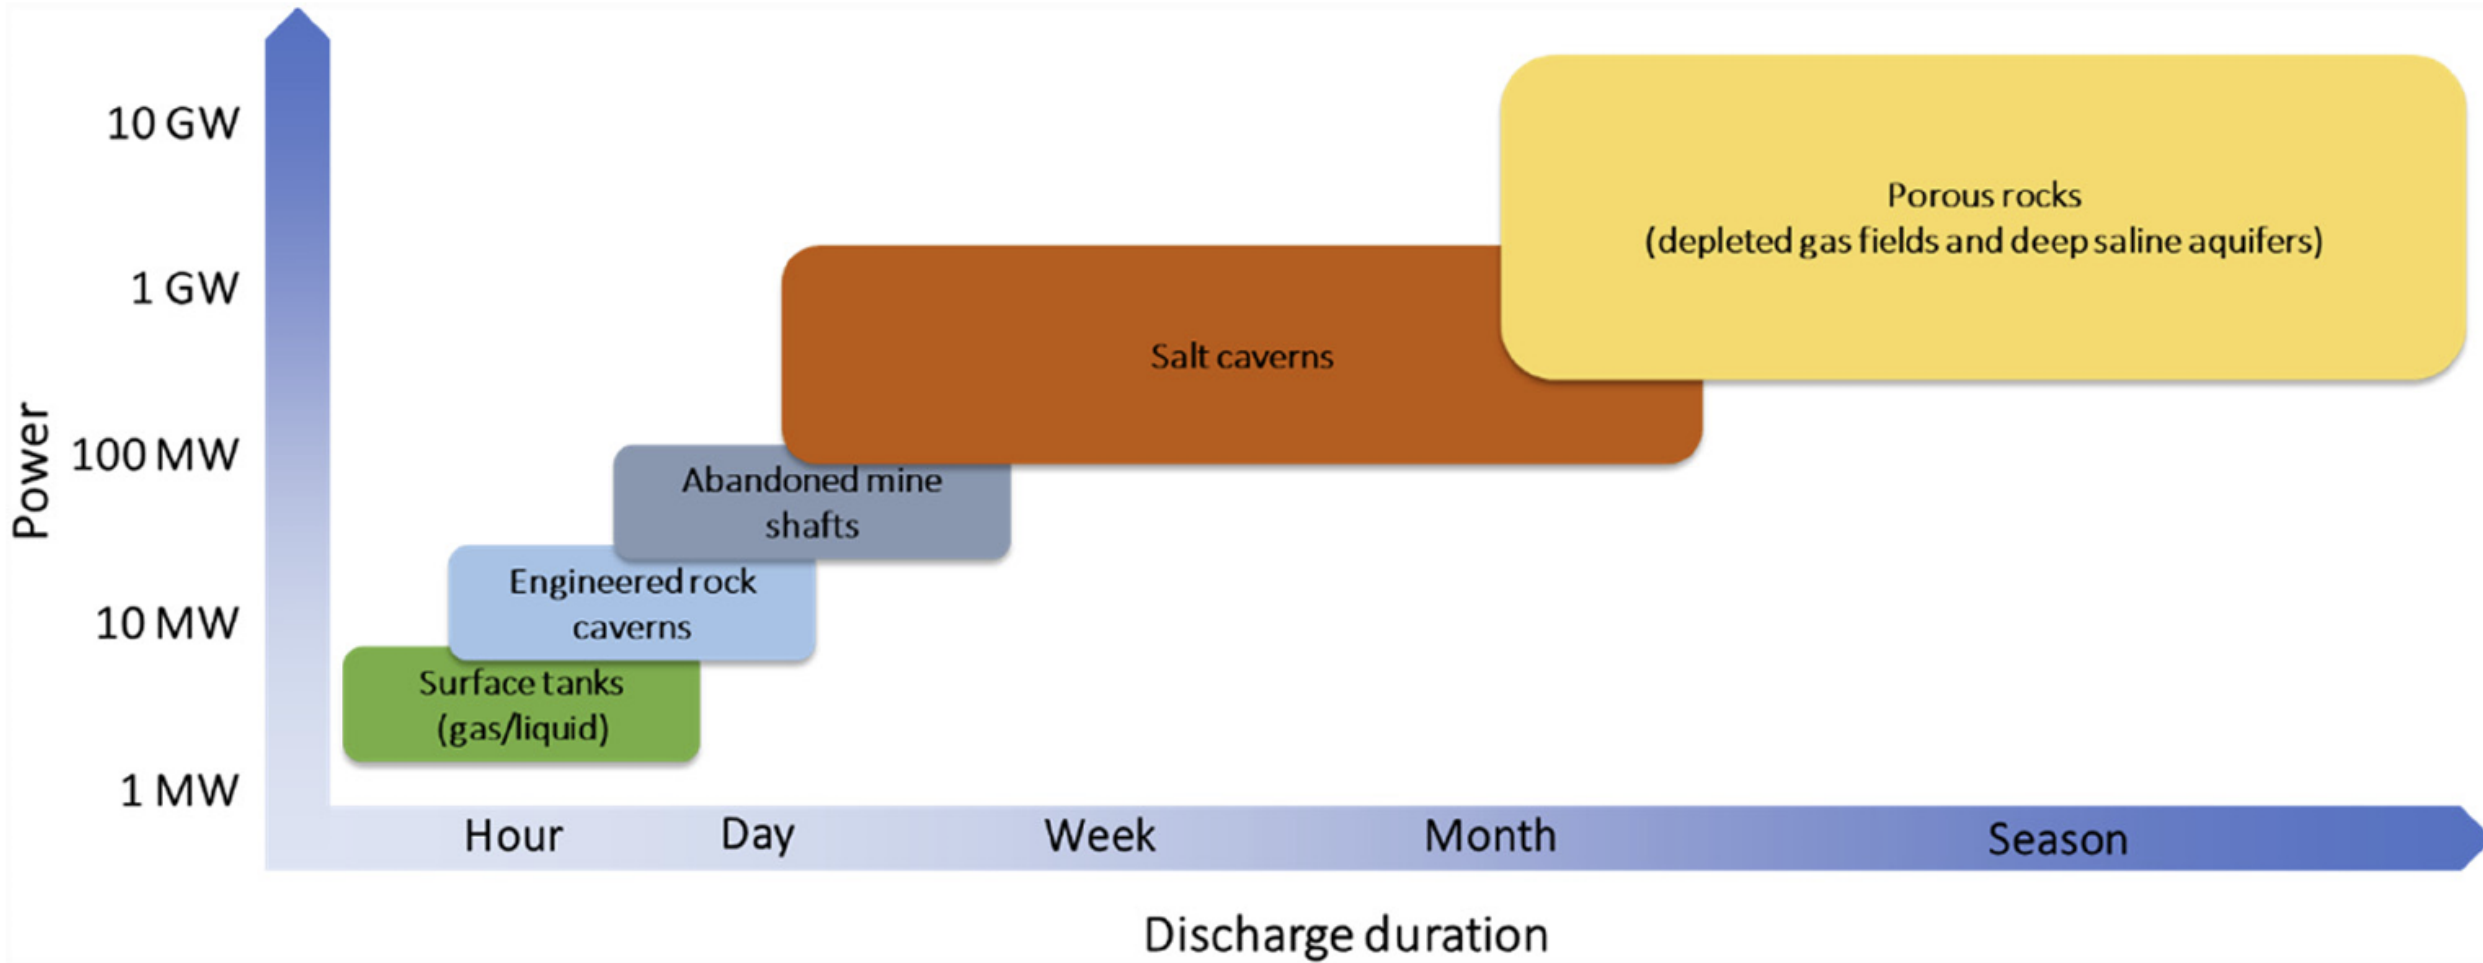 10 GW
1 GW
100 MW
10 MW
1 MW
Power
Porous rocks
(depleted gas fields and deep saline aquifers)
Salt caverns
Abandoned mine
shafts
Engineered rock
caverns
Surface tanks
(gas/liquid)
Hour
Day
Week
Month
Season
Discharge duration